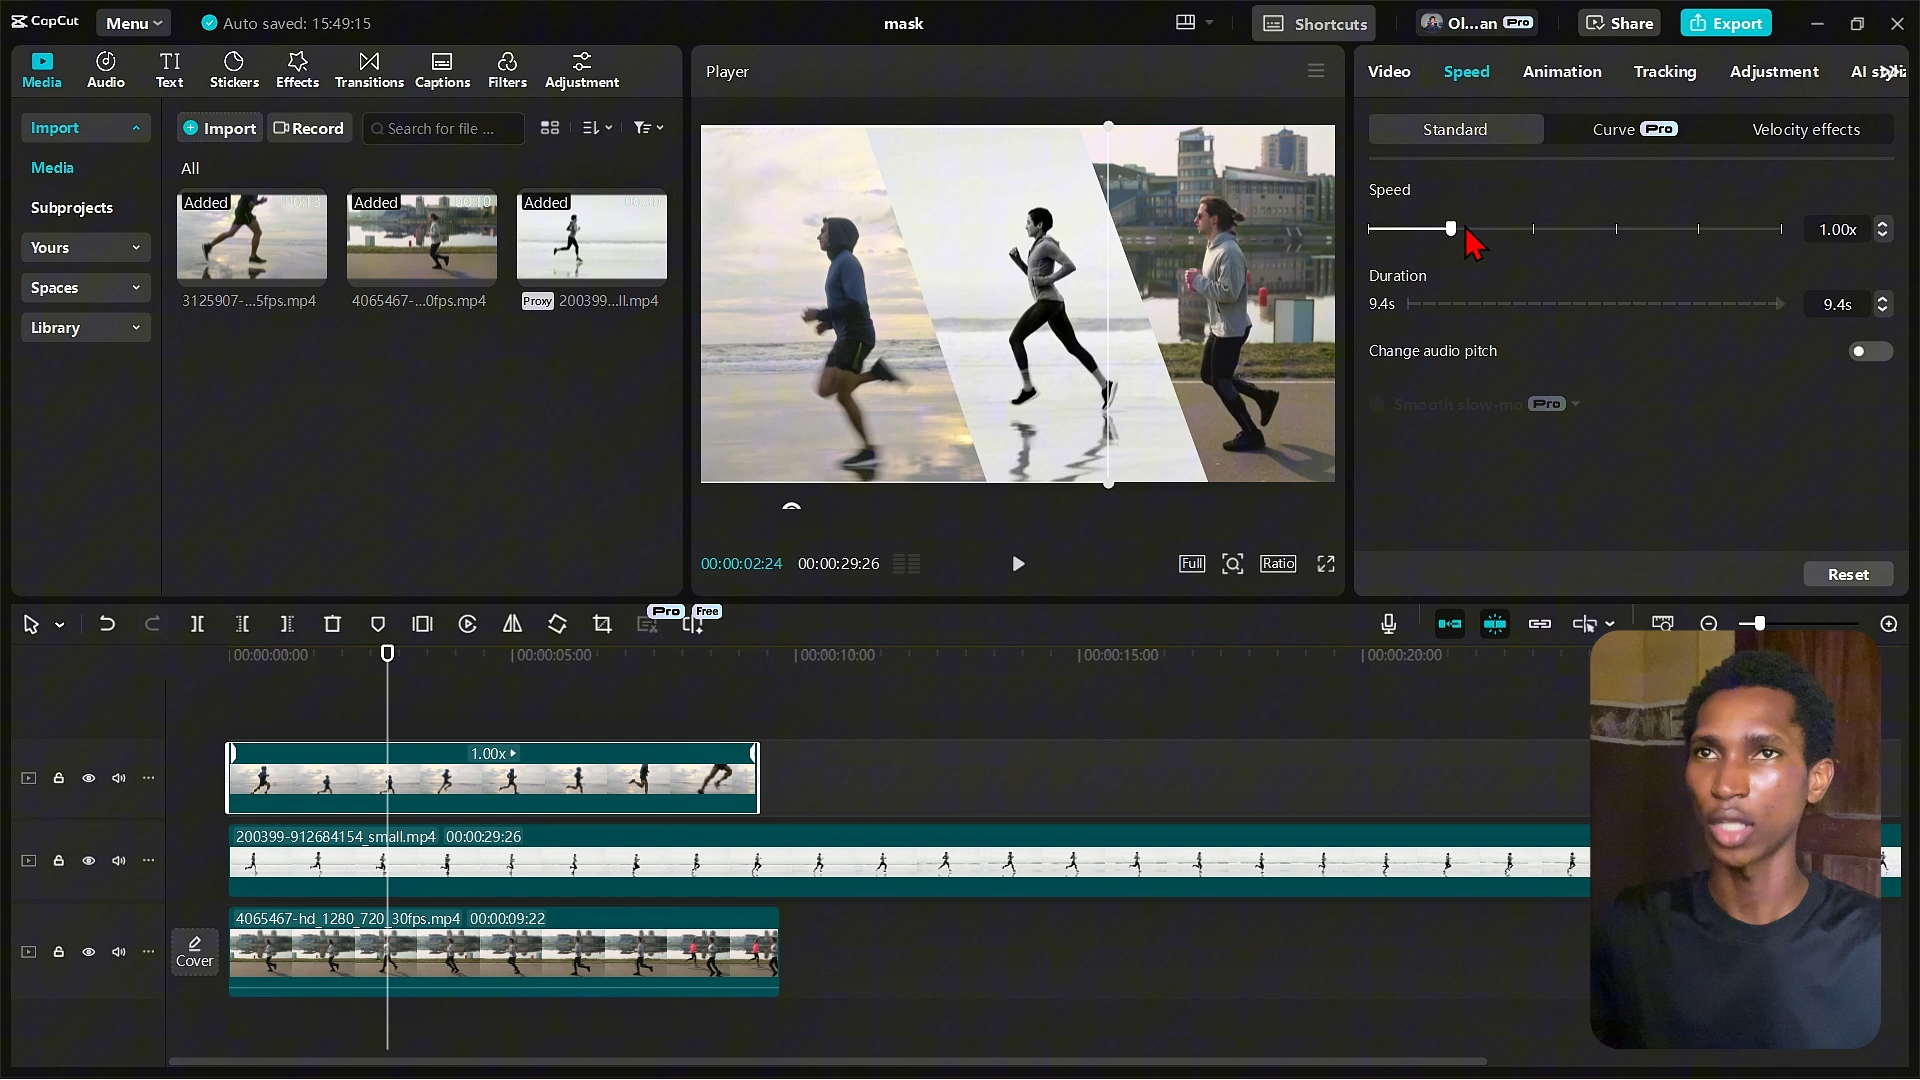 CapCut
Menu
Auto saved: 15:49:15
mask
Shortcuts
Ol...an Pro
Share
Export
Media
Audio
TI
Text
Stickers
Effects
Transitions
Captions
Filters
Adjustment
Player
Video
Speed
Animation
Tracking
Adjustment
Import
Media
Subprojects
Yours
Spaces
Library
Import
Record
Search for file ...
All
Added
Added
Added
3125907-...5fps.mp4
4065467-...0fps.mp4
Proxy 200399...ll.mp4
Standard
Curve Pro
Velocity effects
Speed
1.00x
Duration
9.4s
9.4s
Change audio pitch
Smooth slow-mo Pro
Reset
00:00:02:24
00:00:29:26
Full
Ratio
Pro
Free
00:00:00:00
00:00:05:00
00:00:10:00
00:00:15:00
00:00:20:00
1.00x
200399-912684154_small.mp4 00:00:29:26
Cover
4065467-hd_1280_720_30fps.mp4 00:00:09:22